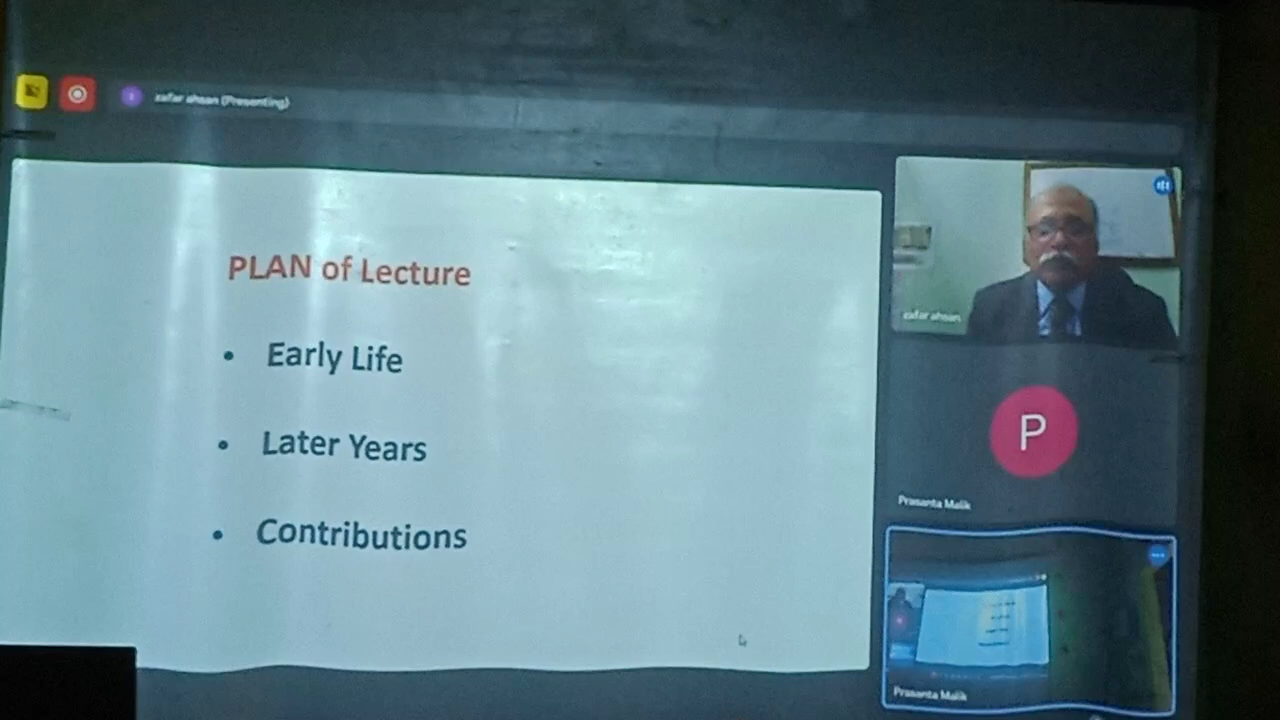 zafar ahsan (Presenting)
PLAN of Lecture
• Early Life
• Later Years
• Contributions
zafar ahsan
P
Prasanta Malik
Prasanta Malik